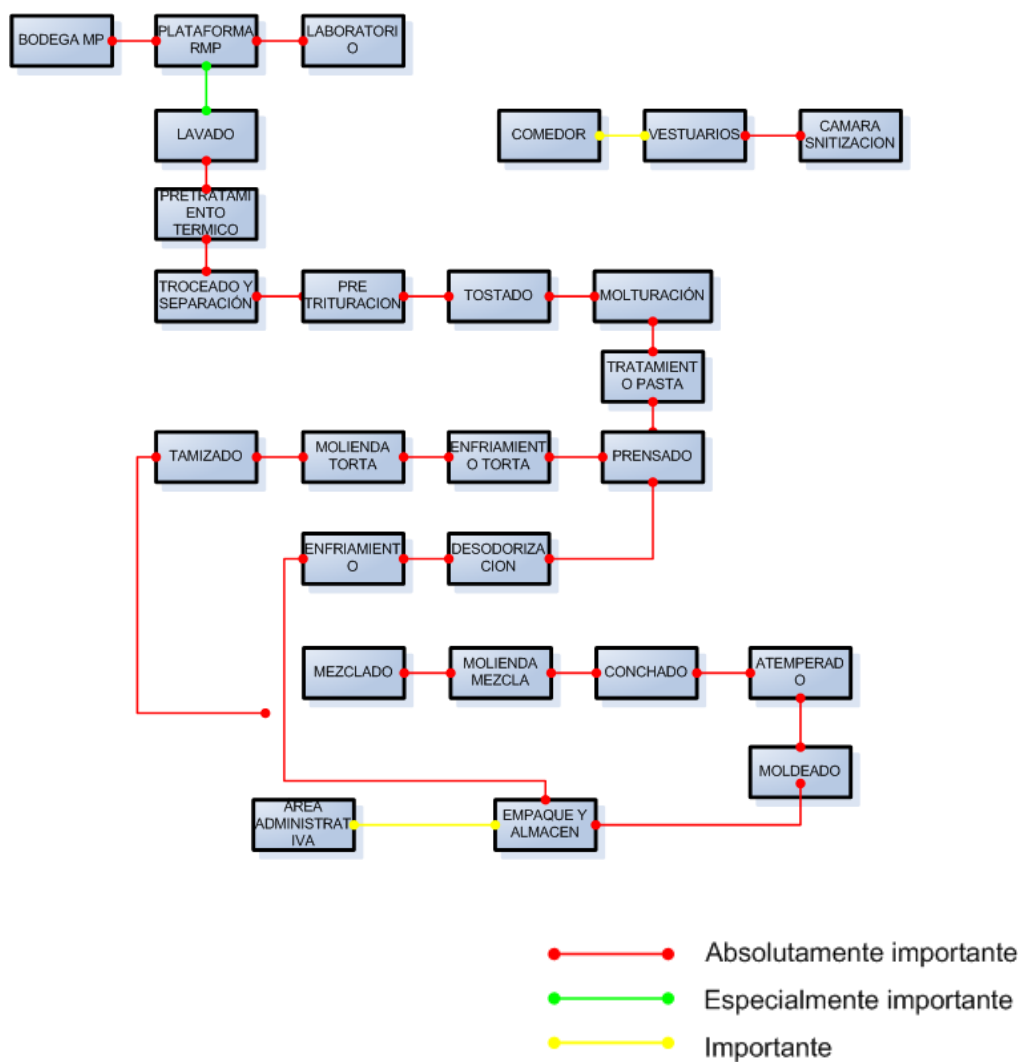 BODEGA MP
PLATAFORMA
RMP
LABORATORI
O
LAVADO
COMEDOR
VESTUARIOS
CAMARA
SNITIZACION
PRETRATAMI
ENTO
TERMICO
TROCEADO Y
SEPARACIÓN
PRE
TRITURACION
TOSTADO
MOLTURACIÓN
TRATAMIENT
O PASTA
TAMIZADO
MOLIENDA
TORTA
ENFRIAMIENT
O TORTA
PRENSADO
ENFRIAMIENT
O
DESODORIZA
CION
MEZCLADO
MOLIENDA
MEZCLA
CONCHADO
ATEMPERAD
O
MOLDEADO
AREA
ADMINISTRAT
IVA
EMPAQUE Y
ALMACEN
Absolutamente importante
Especialmente importante
Importante